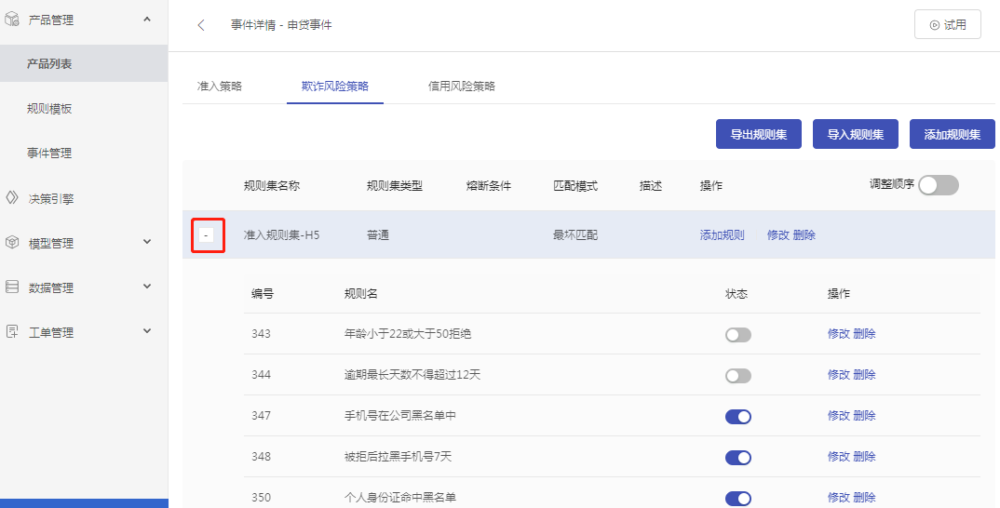 产品管理
产品列表
规则模板
事件管理
决策引擎
模型管理
数据管理
工单管理
事件详情 - 申贷事件
试用
准入策略 欺诈风险策略 信用风险策略
导出规则集 导入规则集 添加规则集
规则集名称 规则集类型 熔断条件 匹配模式 描述 操作 调整顺序
- 准入规则集-H5 普通 最坏匹配 添加规则 修改 删除
编号 规则名 状态 操作
343 年龄小于22或大于50拒绝 修改 删除
344 逾期最长天数不得超过12天 修改 删除
347 手机号在公司黑名单中 修改 删除
348 被拒后拉黑手机号7天 修改 删除
350 个人身份证命中黑名单 修改 删除